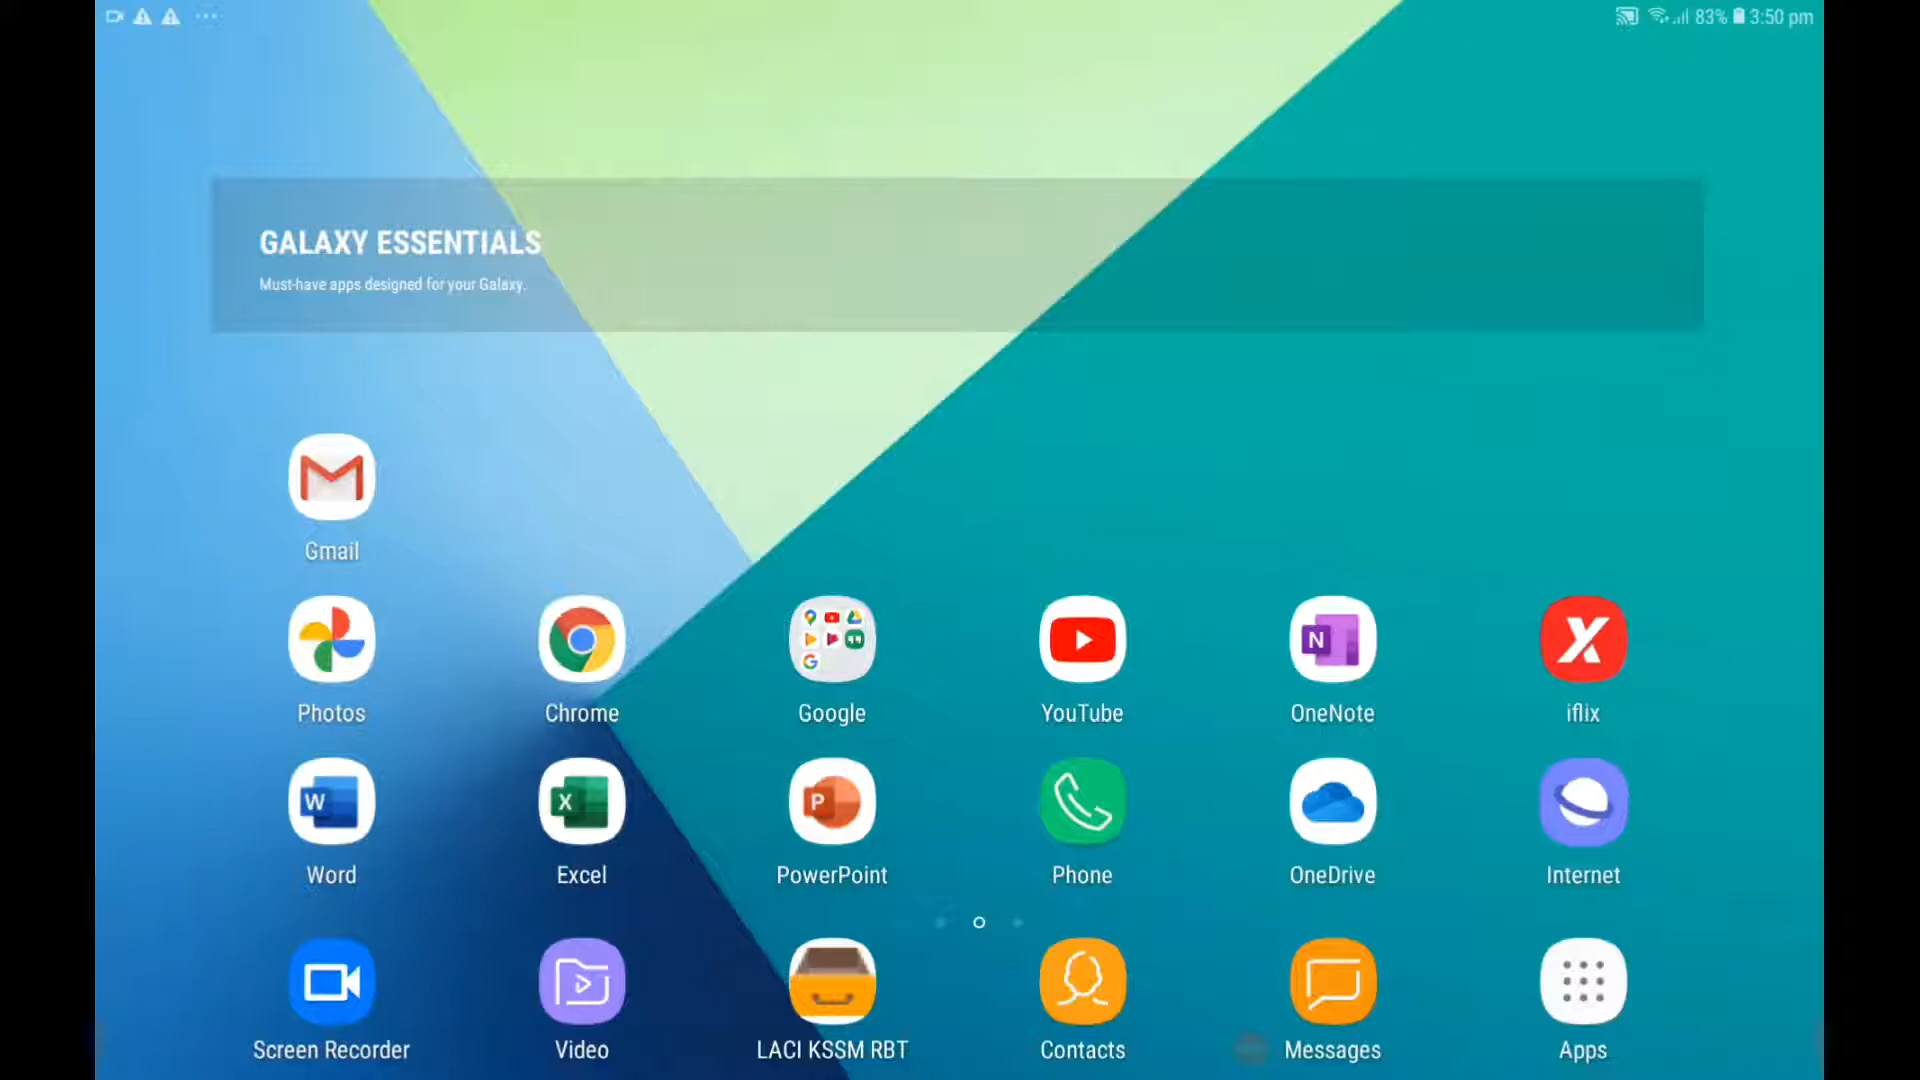 83% 3:50 pm
GALAXY ESSENTIALS
Must-have apps designed for your Galaxy.
Gmail
Photos
Chrome
Google
YouTube
N
OneNote
iflix
W
Word
X
Excel
P
PowerPoint
Phone
OneDrive
Internet
Screen Recorder
Video
LACI KSSM RBT
Contacts
Messages
Apps